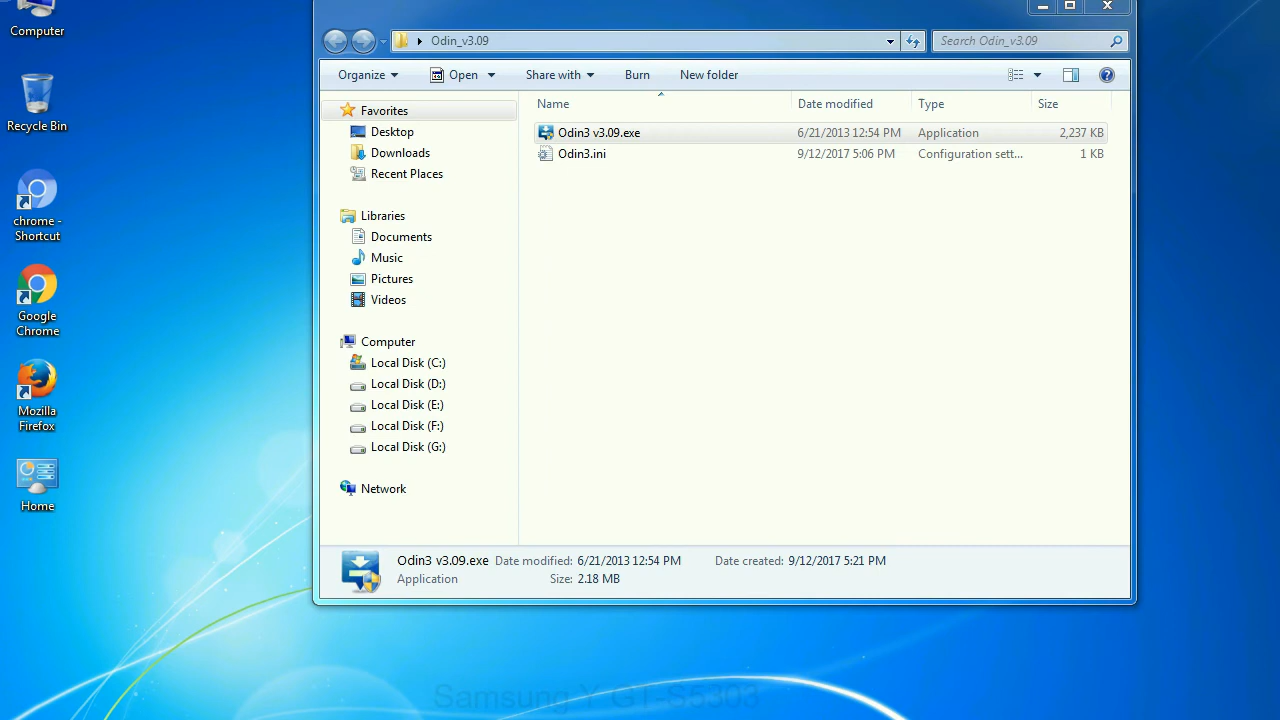 Computer
Recycle Bin
chrome -
Shortcut
Google
Chrome
Mozilla
Firefox
Home
Odin_v3.09
Search Odin_v3.09
Organize
Open
Share with
Burn
New folder
Favorites
Desktop
Downloads
Recent Places
Libraries
Documents
Music
Pictures
Videos
Computer
Local Disk (C:)
Local Disk (D:)
Local Disk (E:)
Local Disk (F:)
Local Disk (G:)
Network
Name Date modified Type Size
Odin3 v3.09.exe 6/21/2013 12:54 PM Application 2,237 KB
Odin3.ini 9/12/2017 5:06 PM Configuration sett... 1 KB
Odin3 v3.09.exe Date modified: 6/21/2013 12:54 PM Date created: 9/12/2017 5:21 PM
Application Size: 2.18 MB
Samsung Y GT-S5303